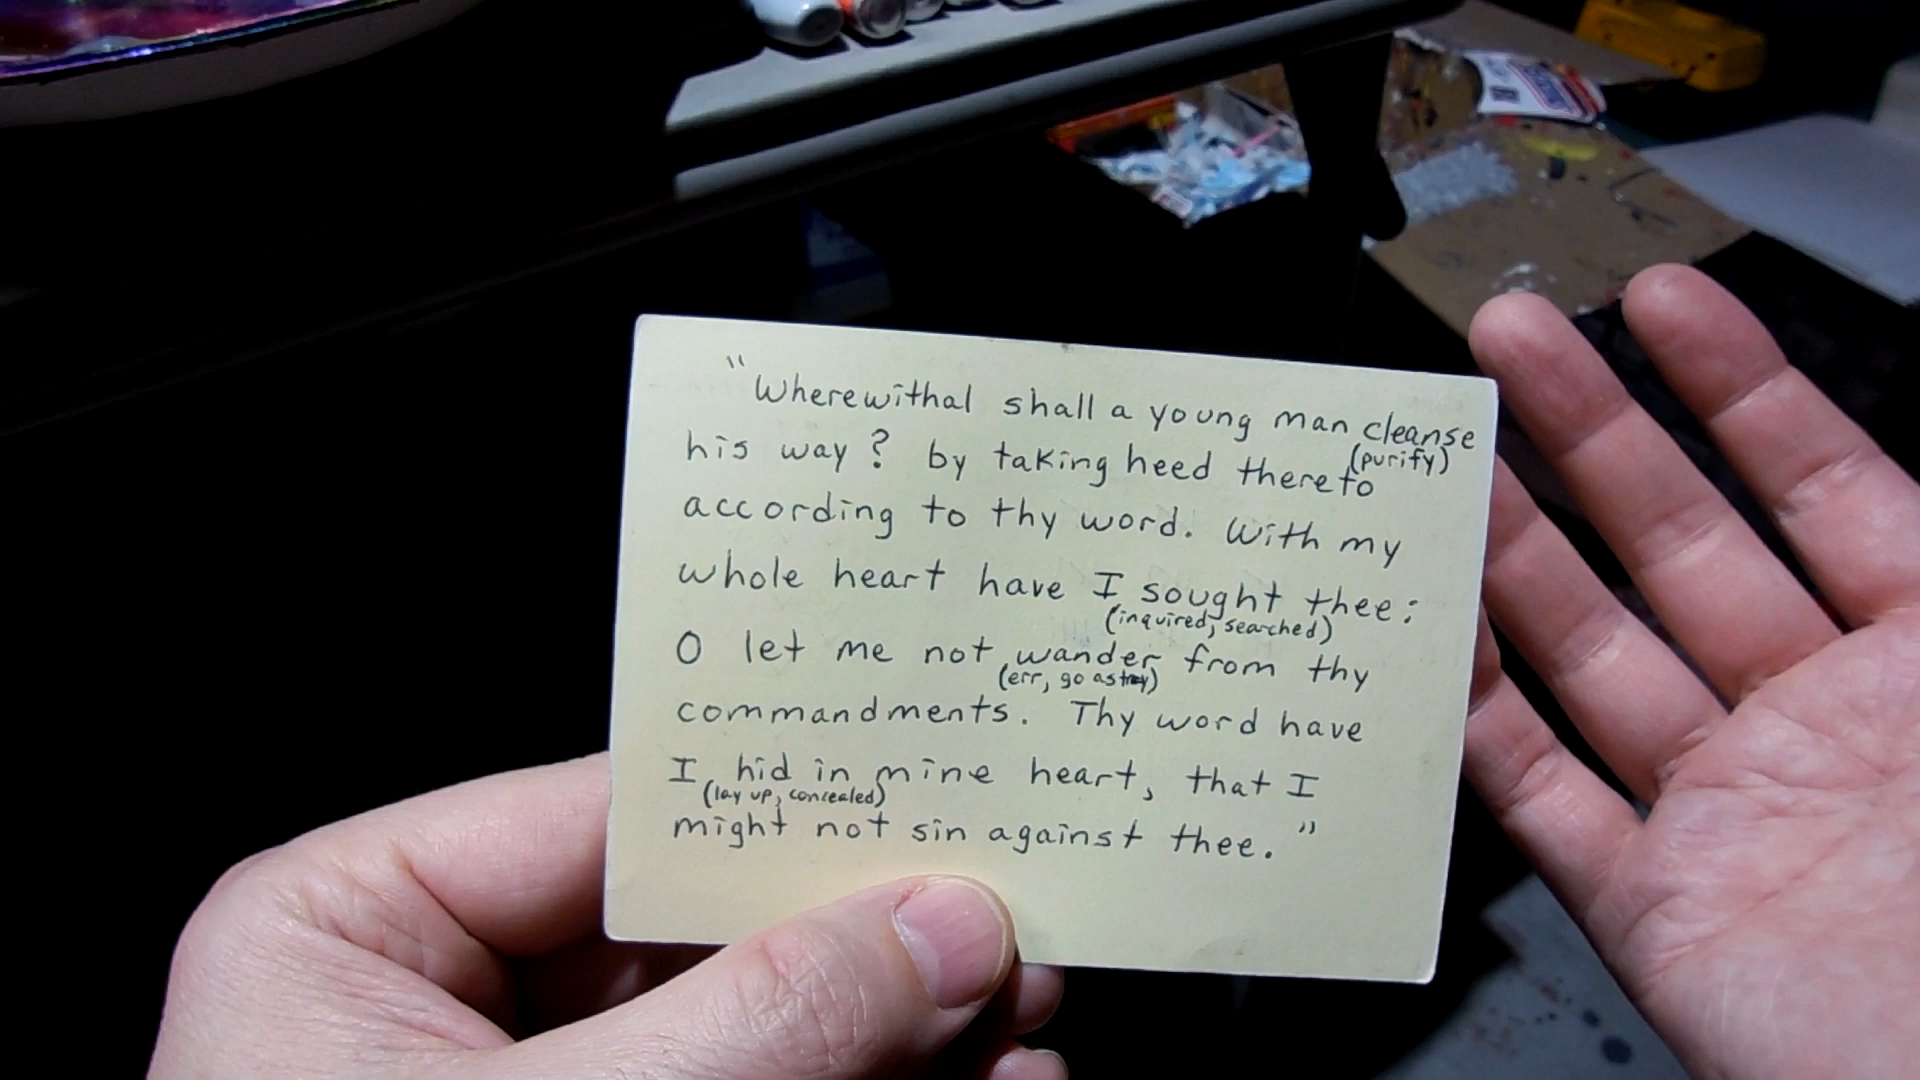 "Wherewithal shall a young man cleanse
(purify)
his way? by taking heed thereto
according to thy word. With my
whole heart have I sought thee:
(inquired, searched)
O let me not wander from thy
(err, go astray)
commandments. Thy word have
I hid in mine heart, that I
(lay up, concealed)
might not sin against thee."